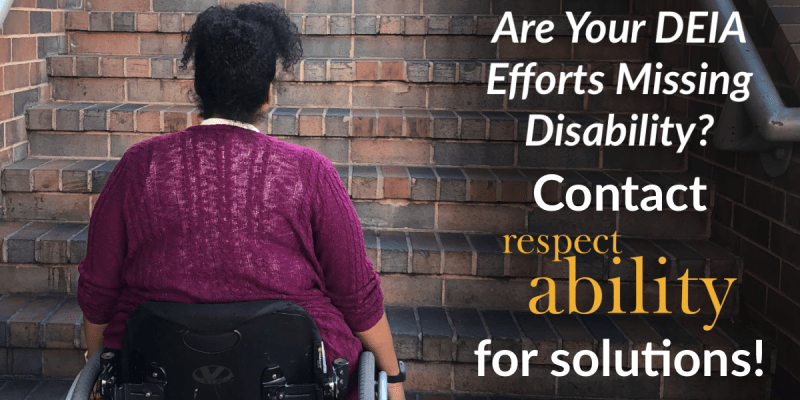 Are Your DEIA
Efforts Missing
Disability?
Contact
respect
ability
for solutions!